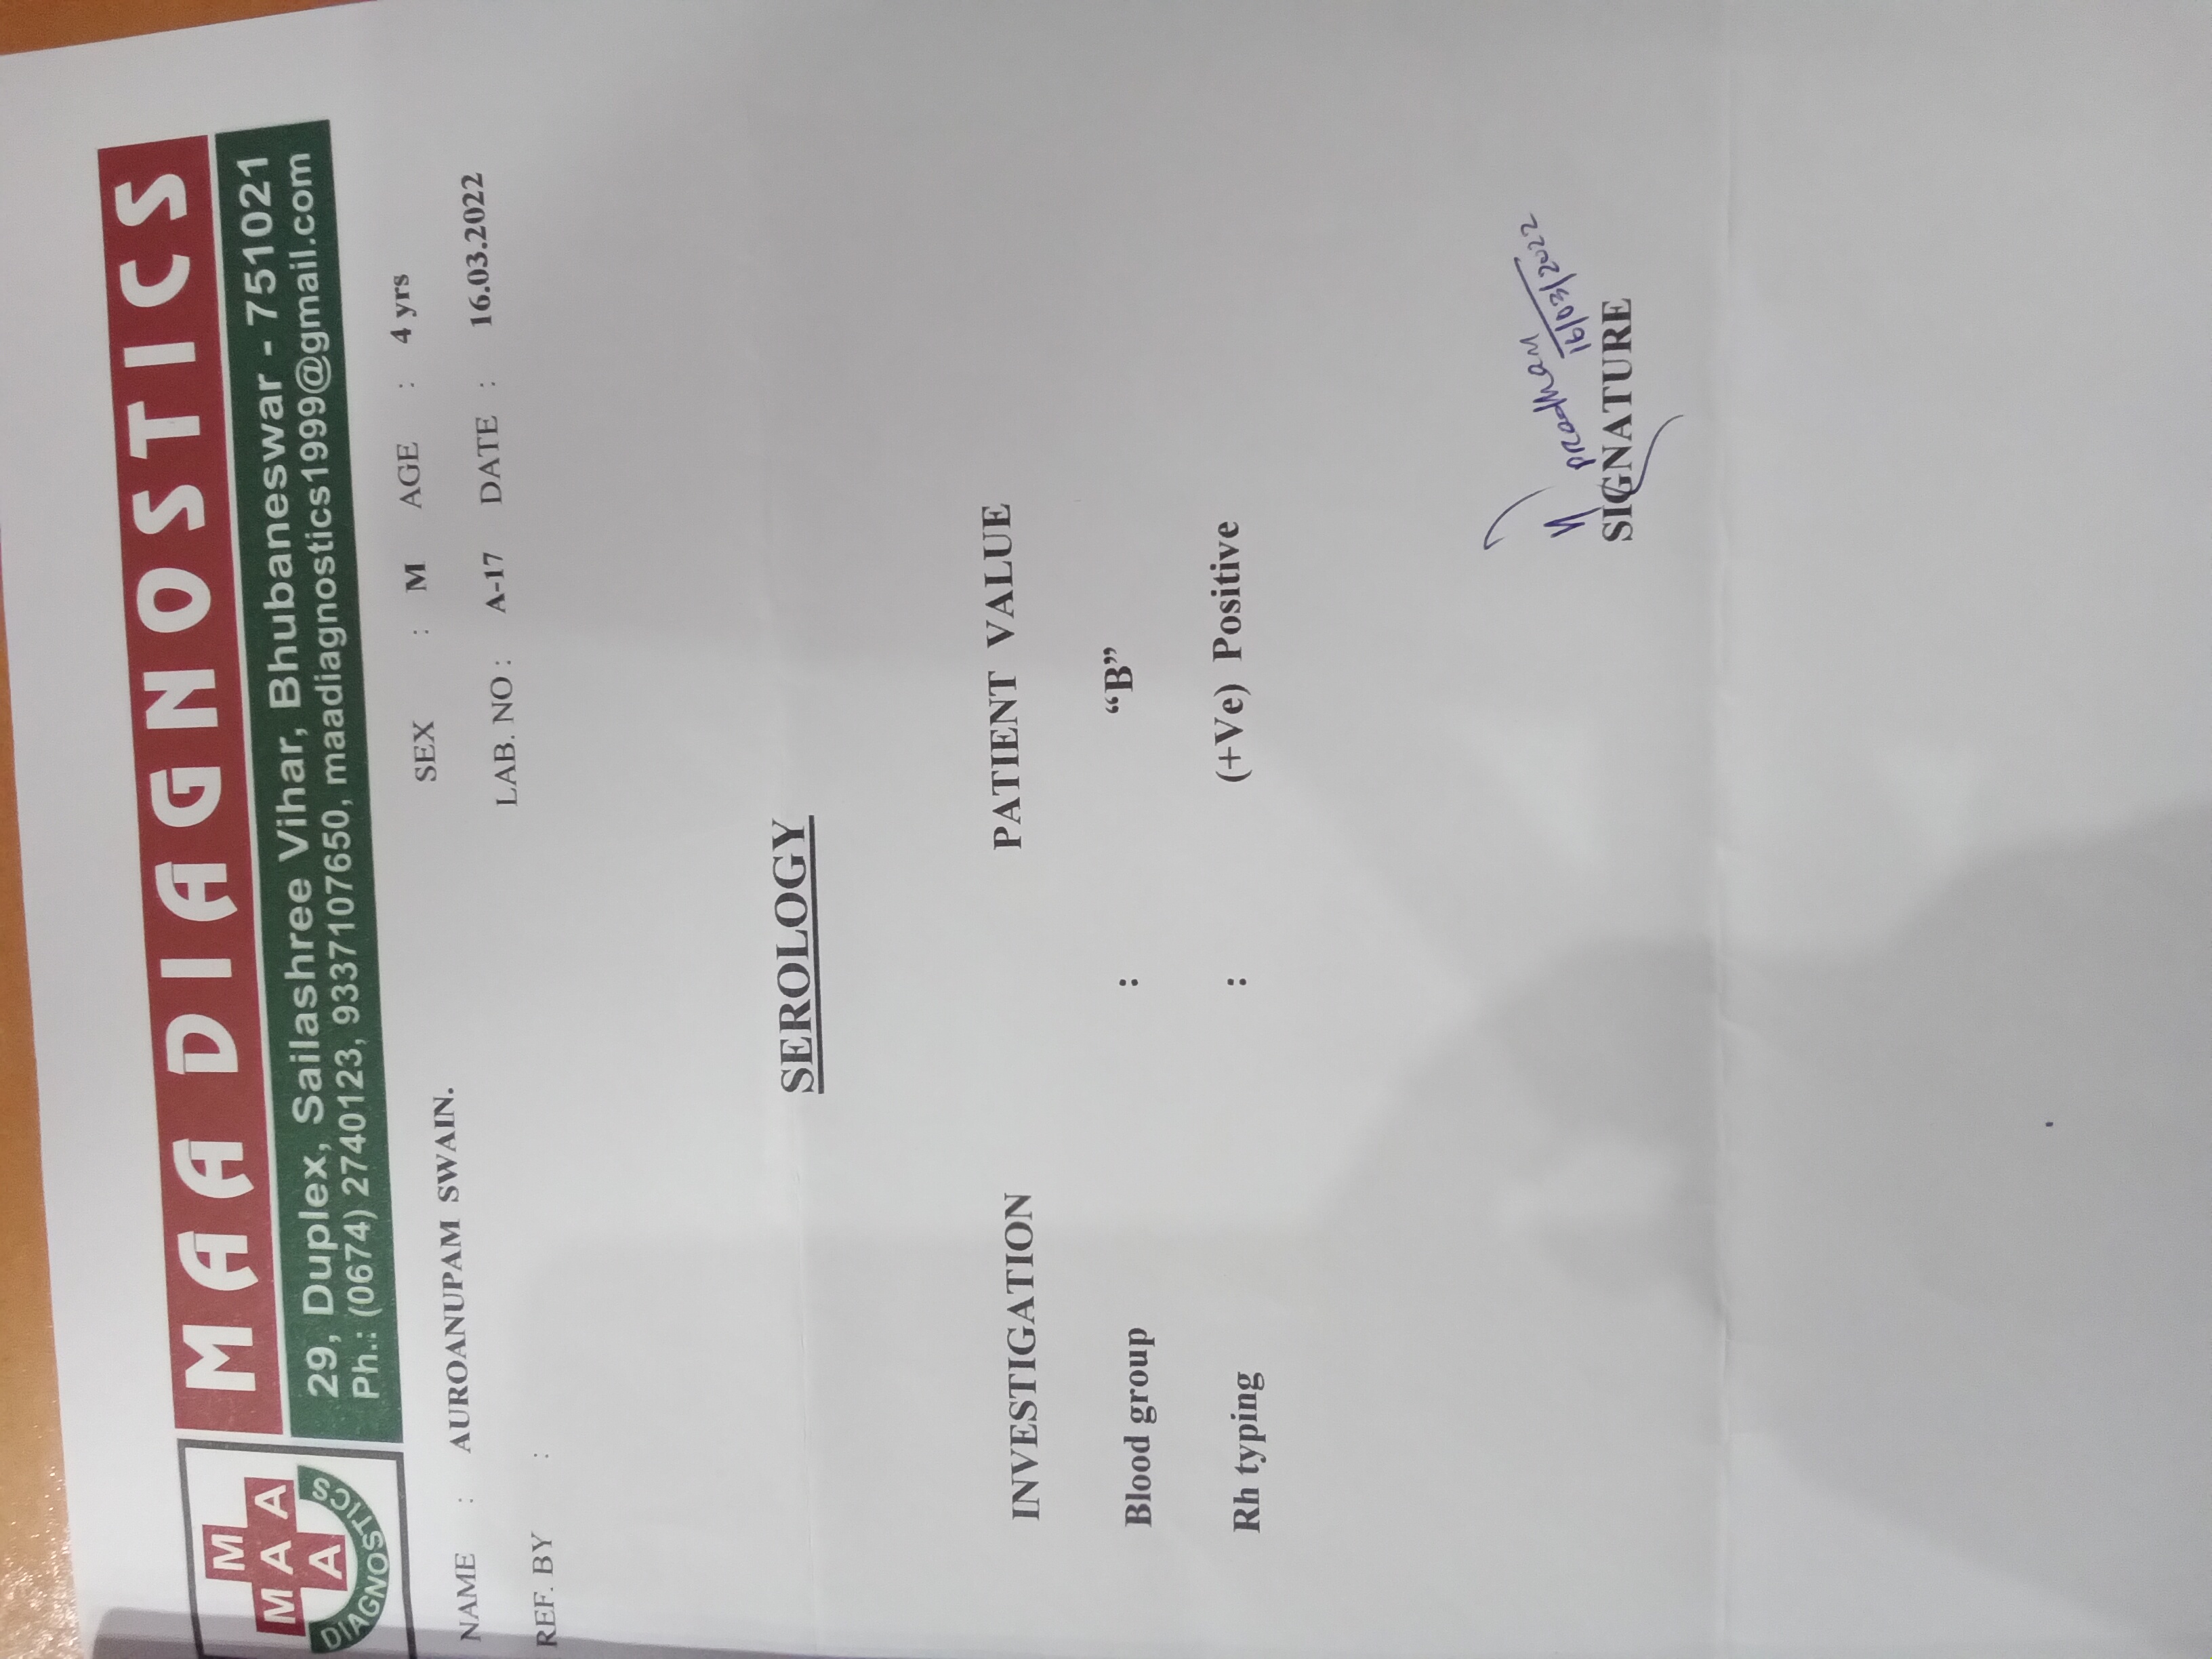 M
MAA
A
DIAGNOSTICS
MAA DIAGNOSTICS
29, Duplex, Sailashree Vihar, Bhubaneswar - 751021
Ph.: (0674) 2740123, 9337107650, maadiagnostics1999@gmail.com
NAME : AUROANUPAM SWAIN. SEX : M AGE : 4 yrs
REF. BY : LAB. NO : A-17 DATE : 16.03.2022
SEROLOGY
INVESTIGATION PATIENT VALUE
Blood group : “B”
Rh typing : (+Ve) Positive
Pradhan
16/03/2022
SIGNATURE